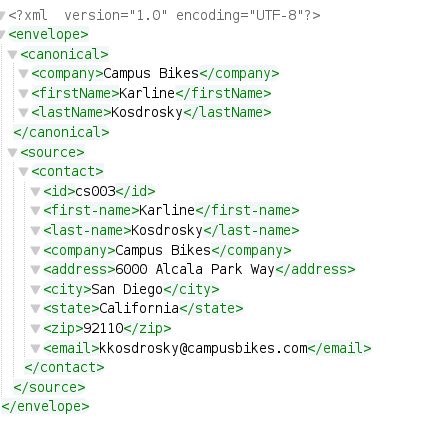 <?xml  version="1.0" encoding="UTF-8"?>
<envelope>
<canonical>
<company>Campus Bikes</company>
<firstName>Karline</firstName>
<lastName>Kosdrosky</lastName>
</canonical>
<source>
<contact>
<id>cs003</id>
<first-name>Karline</first-name>
<last-name>Kosdrosky</last-name>
<company>Campus Bikes</company>
<address>6000 Alcala Park Way</address>
<city>San Diego</city>
<state>California</state>
<zip>92110</zip>
<email>kkosdrosky@campusbikes.com</email>
</contact>
</source>
</envelope>